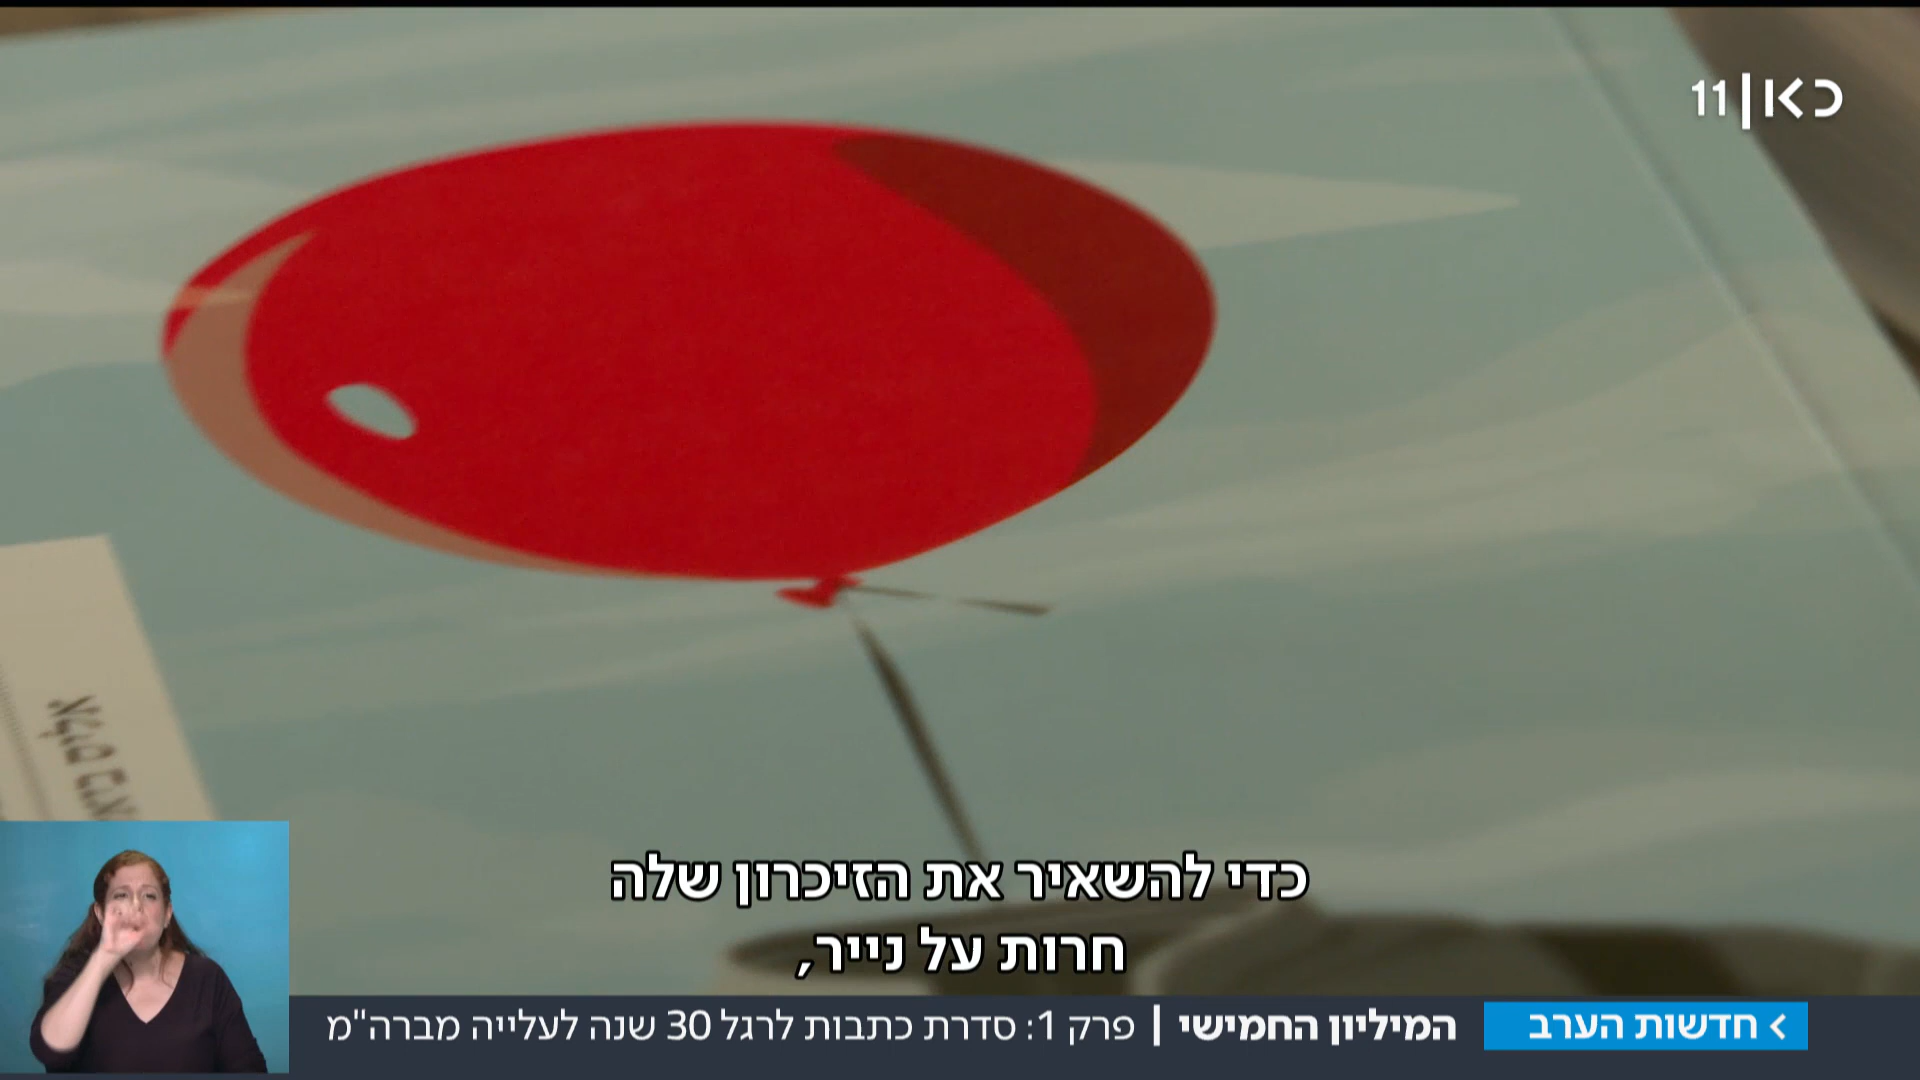 כאן|11
כדי להשאיר את הזיכרון שלה
חרות על נייר,
חדשות הערב
המיליון החמישי | פרק 1: סדרת כתבות לרגל 30 שנה לעלייה מברה"מ